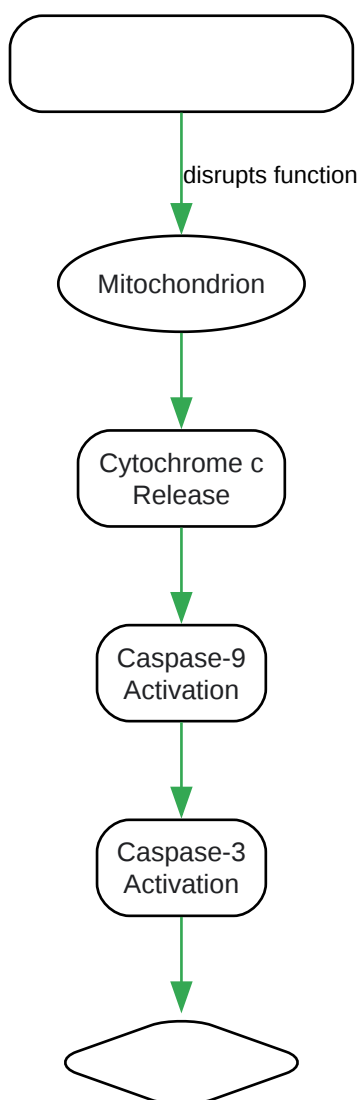 disrupts function
Mitochondrion
Cytochrome c
Release
Caspase-9
Activation
Caspase-3
Activation